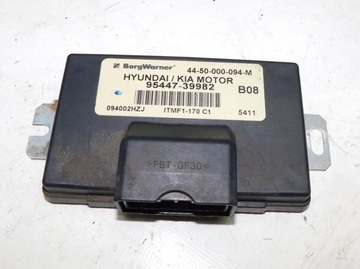 BorgWarner 44-50-000-094-M
HYUNDAI / KIA MOTOR
95447-39982 B08
094002HZJ ITMF1-170 C1 5411
>PBT-GF30<